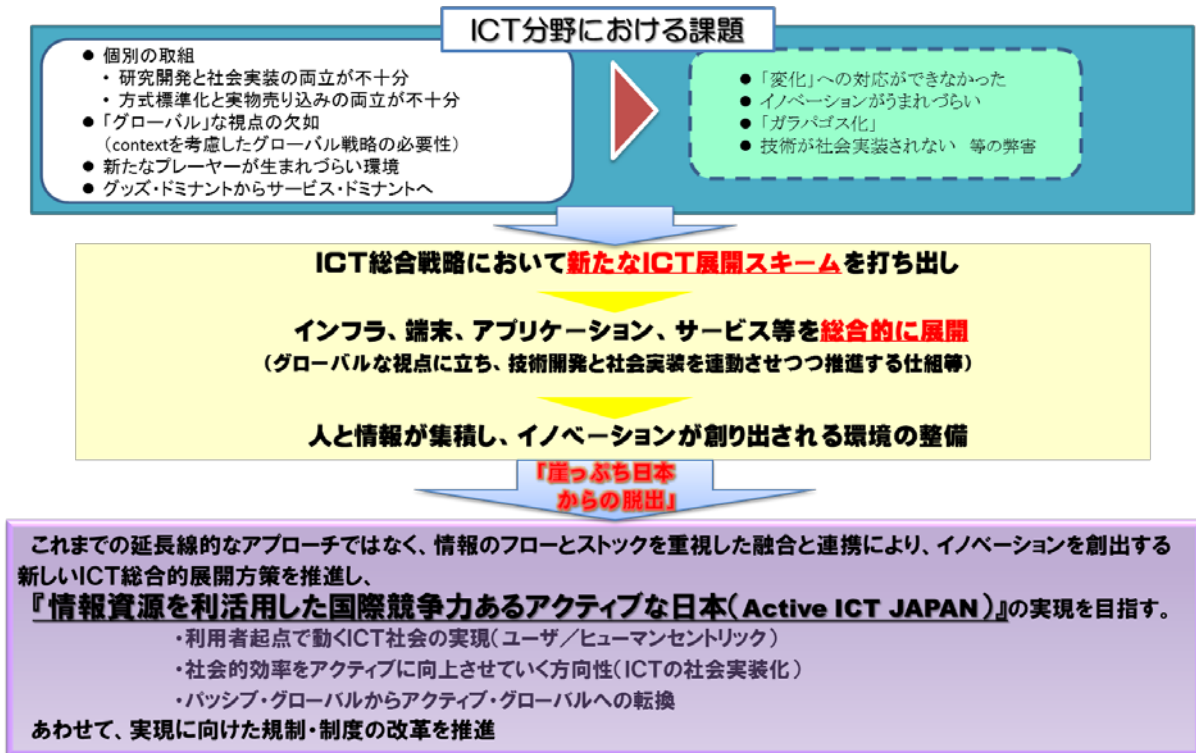 ICT分野における課題
● 個別の取組
・ 研究開発と社会実装の両立が不十分
・ 方式標準化と実物売り込みの両立が不十分
● 「グローバル」な視点の欠如
（contextを考慮したグローバル戦略の必要性）
● 新たなプレーヤーが生まれづらい環境
● グッズ・ドミナントからサービス・ドミナントへ
● 「変化」への対応ができなかった
● イノベーションがうまれづらい
● 「ガラパゴス化」
● 技術が社会実装されない 等の弊害
ICT総合戦略において新たなICT展開スキームを打ち出し
インフラ、端末、アプリケーション、サービス等を総合的に展開
（グローバルな視点に立ち、技術開発と社会実装を連動させつつ推進する仕組等）
人と情報が集積し、イノベーションが創り出される環境の整備
「崖っぷち日本
からの脱出」
これまでの延長線的なアプローチではなく、情報のフローとストックを重視した融合と連携により、イノベーションを創出する
新しいICT総合的展開方策を推進し、
『情報資源を利活用した国際競争力あるアクティブな日本（Active ICT JAPAN）』の実現を目指す。
・利用者起点で動くICT社会の実現（ユーザ／ヒューマンセントリック）
・社会的効率をアクティブに向上させていく方向性（ICTの社会実装化）
・パッシブ・グローバルからアクティブ・グローバルへの転換
あわせて、実現に向けた規制・制度の改革を推進